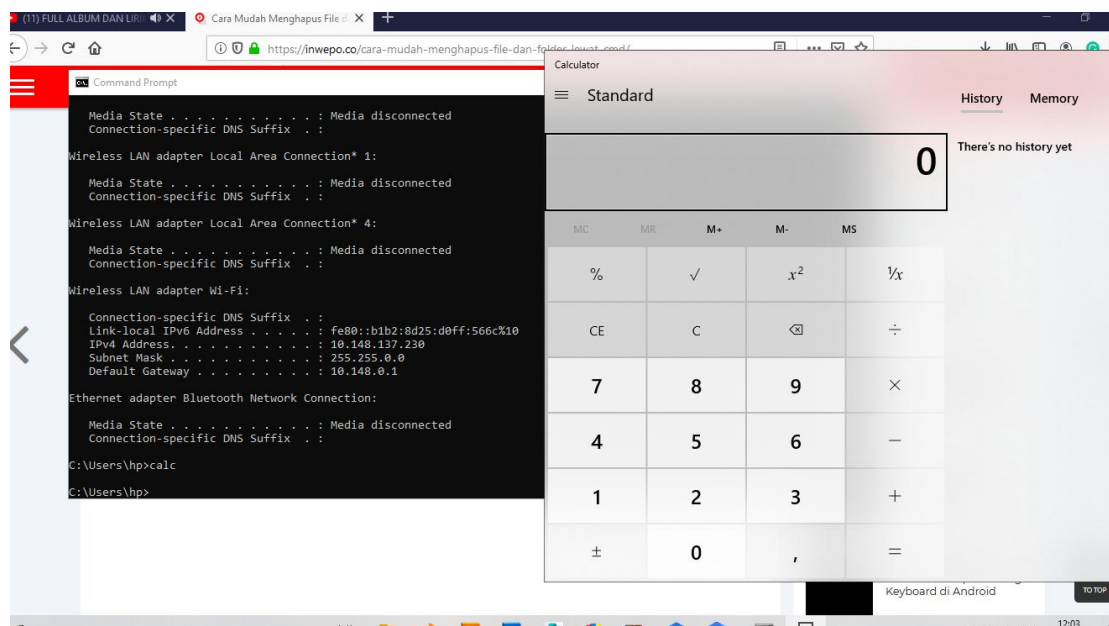 (11) FULL ALBUM DAN LIRI
Cara Mudah Menghapus File d
https://inwepo.co/cara-mudah-menghapus-file-dan-folder-lewat-cmd/
Command Prompt
Media State . . . . . . . . . . . : Media disconnected
Connection-specific DNS Suffix . :
Wireless LAN adapter Local Area Connection* 1:
Media State . . . . . . . . . . . : Media disconnected
Connection-specific DNS Suffix . :
Wireless LAN adapter Local Area Connection* 4:
Media State . . . . . . . . . . . : Media disconnected
Connection-specific DNS Suffix . :
Wireless LAN adapter Wi-Fi:
Connection-specific DNS Suffix . :
Link-local IPv6 Address . . . . . : fe80::b1b2:8d25:d0ff:566c%10
IPv4 Address. . . . . . . . . . . : 10.148.137.230
Subnet Mask . . . . . . . . . . . : 255.255.0.0
Default Gateway . . . . . . . . . : 10.148.0.1
Ethernet adapter Bluetooth Network Connection:
Media State . . . . . . . . . . . : Media disconnected
Connection-specific DNS Suffix . :
C:\Users\hp>calc
C:\Users\hp>
Calculator
Standard
History Memory
0
There's no history yet
MC MR M+ M- MS
% √ x² ¹/x
CE C ÷
7 8 9 ×
4 5 6 −
1 2 3 +
± 0 , =
Keyboard di Android
TO TOP
12:03